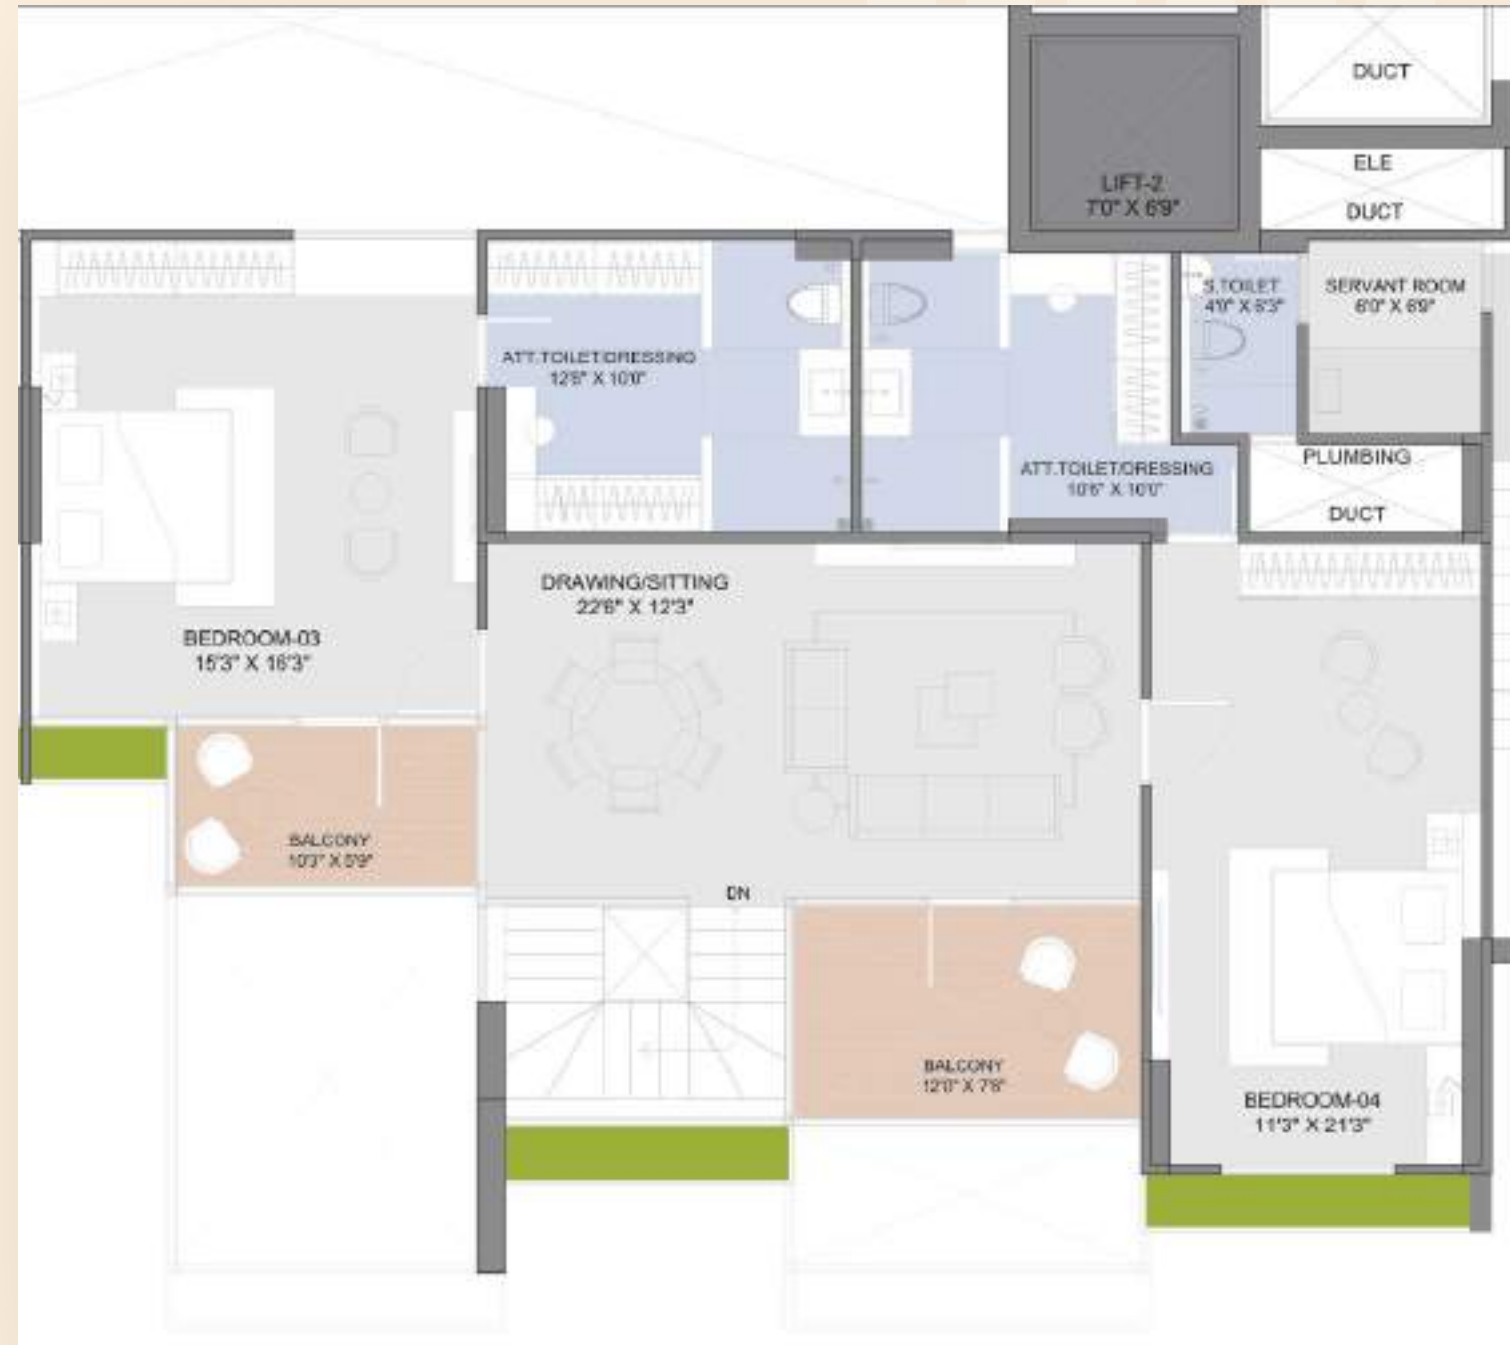 DUCT
ELE
DUCT
LIFT-2
7'0" X 6'9"
S.TOILET
4'0" X 6'3"
SERVANT ROOM
6'0" X 6'9"
ATT.TOILET/DRESSING
12'6" X 10'0"
ATT.TOILET/DRESSING
10'6" X 10'0"
PLUMBING
DUCT
DRAWING/SITTING
22'6" X 12'3"
BEDROOM-03
15'3" X 16'3"
BALCONY
10'3" X 5'9"
DN
BALCONY
12'0" X 7'6"
BEDROOM-04
11'3" X 21'3"